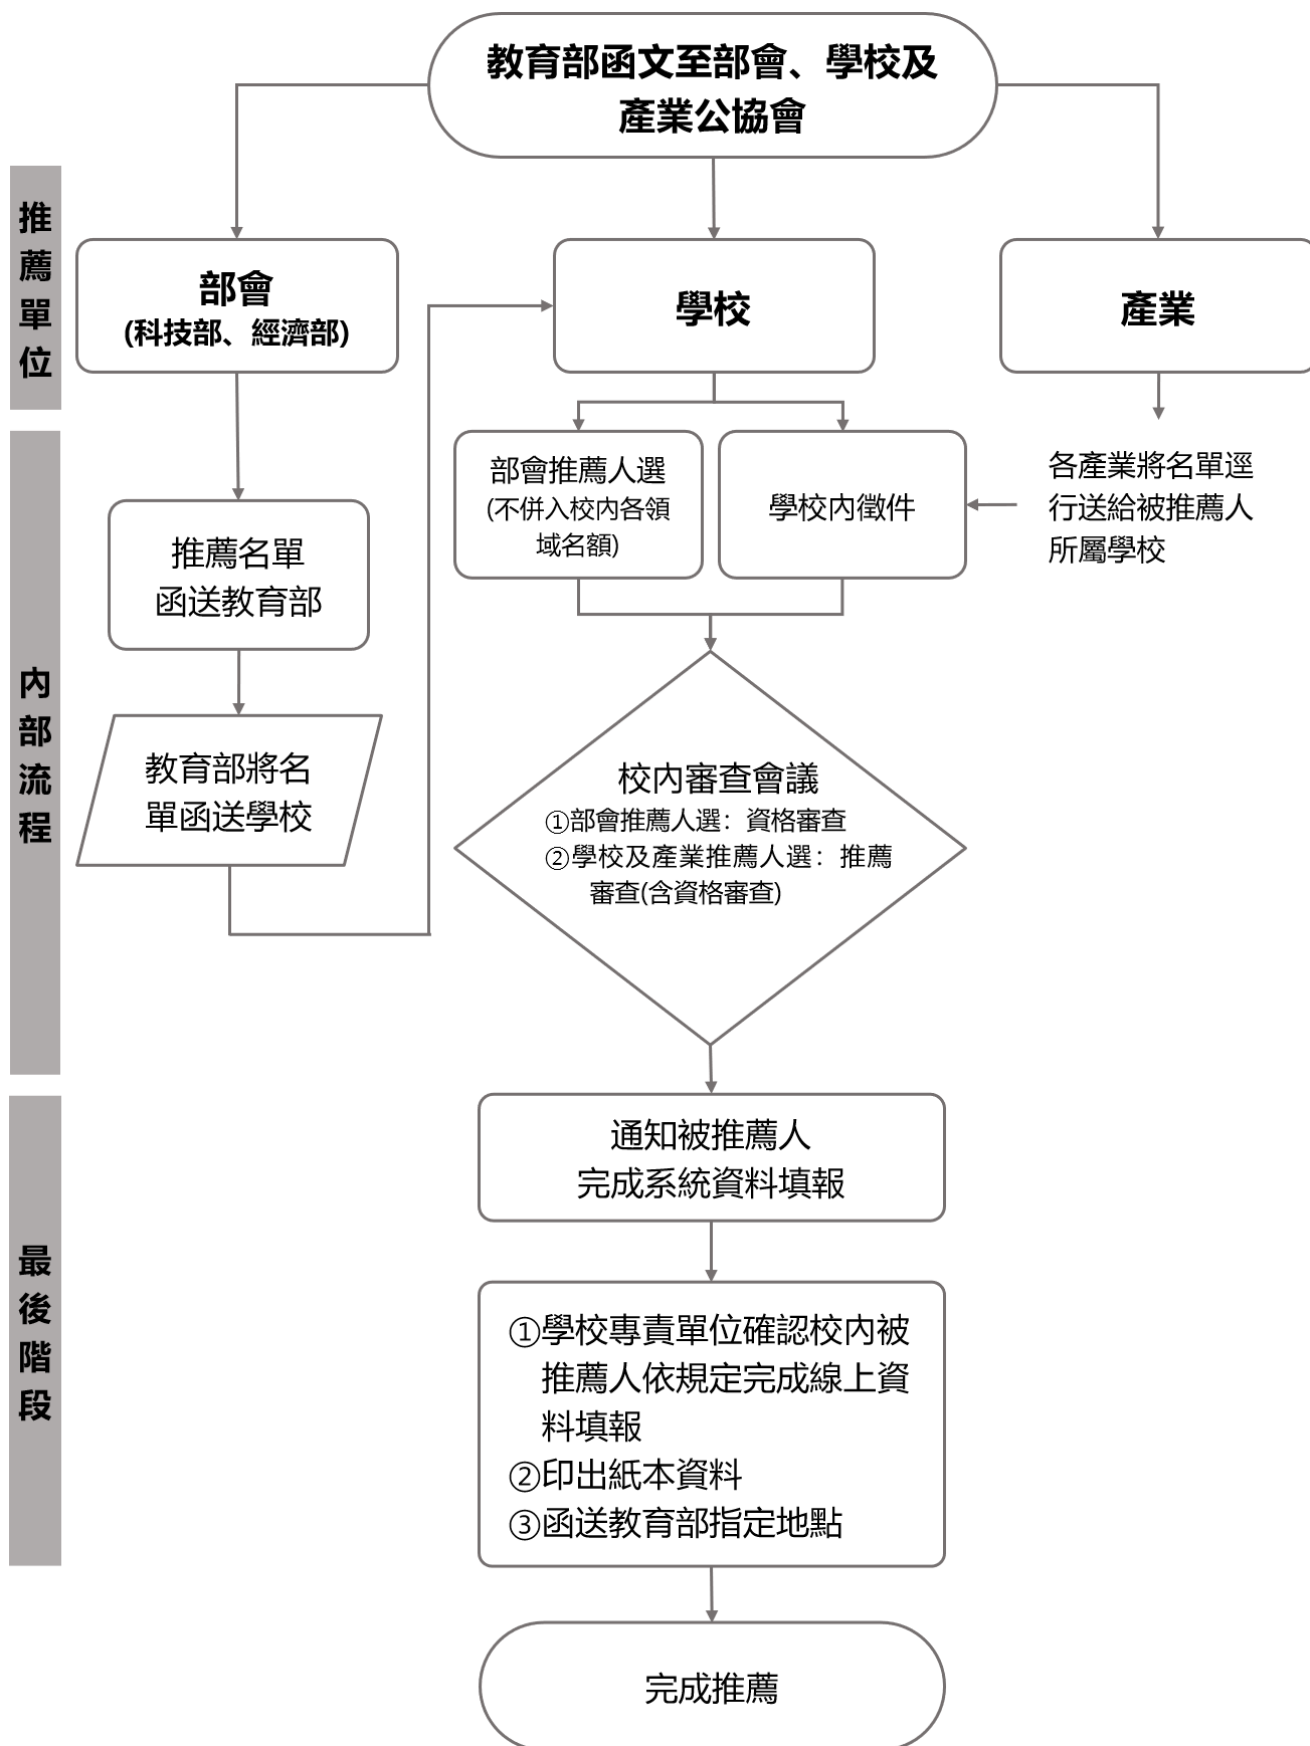 教育部函文至部會、學校及
產業公協會
推薦單位
部會
(科技部、經濟部)
學校
產業
內部流程
推薦名單
函送教育部
教育部將名
單函送學校
部會推薦人選
(不併入校內各領
域名額)
學校內徵件
各產業將名單逕
行送給被推薦人
所屬學校
校內審查會議
①部會推薦人選：資格審查
②學校及產業推薦人選：推薦
審查(含資格審查)
最後階段
通知被推薦人
完成系統資料填報
①學校專責單位確認校內被
推薦人依規定完成線上資
料填報
②印出紙本資料
③函送教育部指定地點
完成推薦